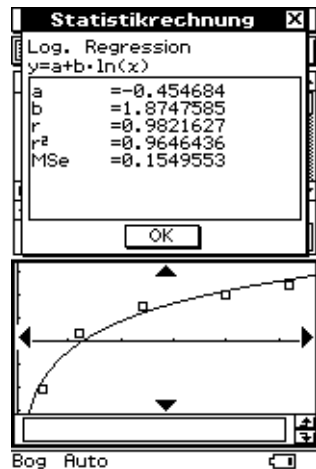 Statistikrechnung
Log. Regression
y=a+b·ln(x)
a =-0.454684
b =1.8747585
r =0.9821627
r² =0.9646436
MSe =0.1549553
OK
Bog Auto